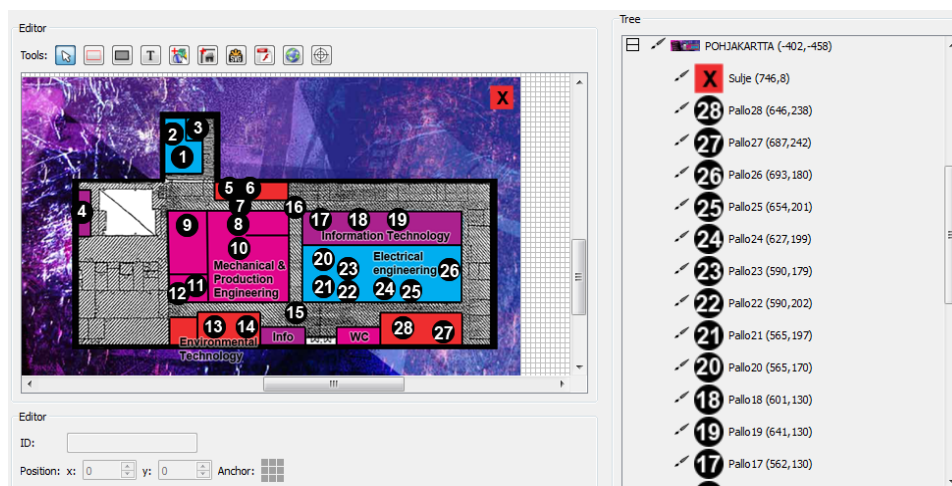 Editor
Tools:
T
X
2 3
1
4
5 6
7
16
8
9
17 18 19
Information Technology
10
20
23
Electrical
engineering
26
Mechanical &
Production
Engineering
12 11
21 22 24 25
15
13 14
Environmental
Technology
Info
WC
28 27
Editor
ID:
Position: x: 0 y: 0 Anchor:
Tree
POHJAKARTTA (-402,-458)
X Sulje (746,8)
28 Pallo28 (646,238)
27 Pallo27 (687,242)
26 Pallo26 (693,180)
25 Pallo25 (654,201)
24 Pallo24 (627,199)
23 Pallo23 (590,179)
22 Pallo22 (590,202)
21 Pallo21 (565,197)
20 Pallo20 (565,170)
18 Pallo18 (601,130)
19 Pallo19 (641,130)
17 Pallo17 (562,130)